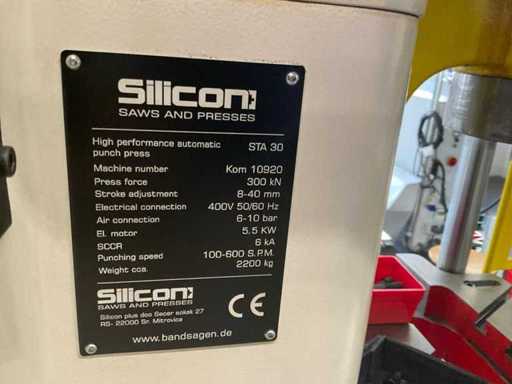 Silicon
SAWS AND PRESSES
High performance automatic punch press STA 30
Machine number Kom 10920
Press force 300 kN
Stroke adjustment 8-40 mm
Electrical connection 400V 50/60 Hz
Air connection 6-10 bar
El. motor 5.5 KW
SCCR 6 kA
Punching speed 100-600 S.P.M.
Weight cca. 2200 kg
Silicon
SAWS AND PRESSES
Silicon plus doo Secer sokak 27
RS- 22000 Sr. Mitrovica
CE
www.bandsagen.de